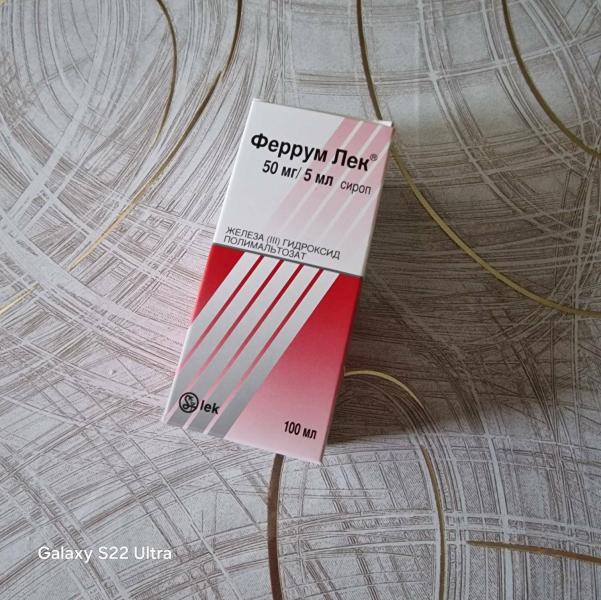 Феррум Лек®
50 мг/ 5 мл сироп
ЖЕЛЕЗА (III) ГИДРОКСИД
ПОЛИМАЛЬТОЗАТ
lek
100 мл
Galaxy S22 Ultra